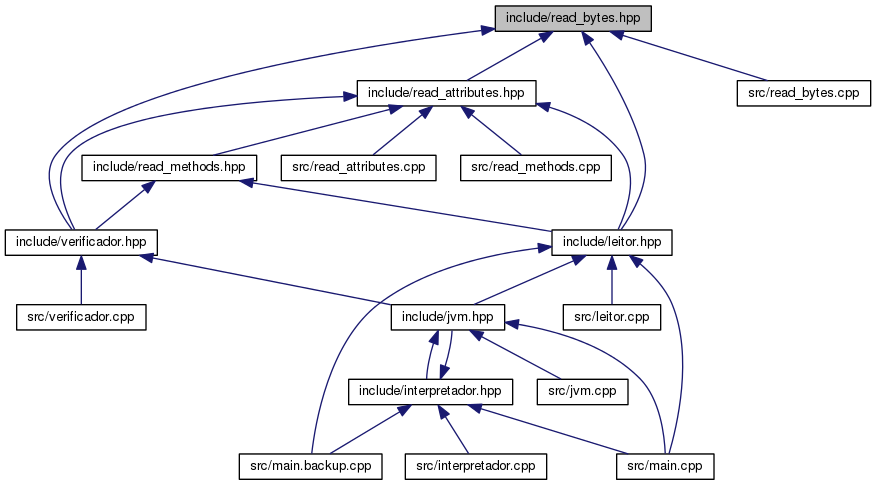 include/read_bytes.hpp
include/read_attributes.hpp
src/read_bytes.cpp
include/read_methods.hpp
src/read_attributes.cpp
src/read_methods.cpp
include/verificador.hpp
include/leitor.hpp
src/verificador.cpp
include/jvm.hpp
src/leitor.cpp
include/interpretador.hpp
src/jvm.cpp
src/main.backup.cpp
src/interpretador.cpp
src/main.cpp